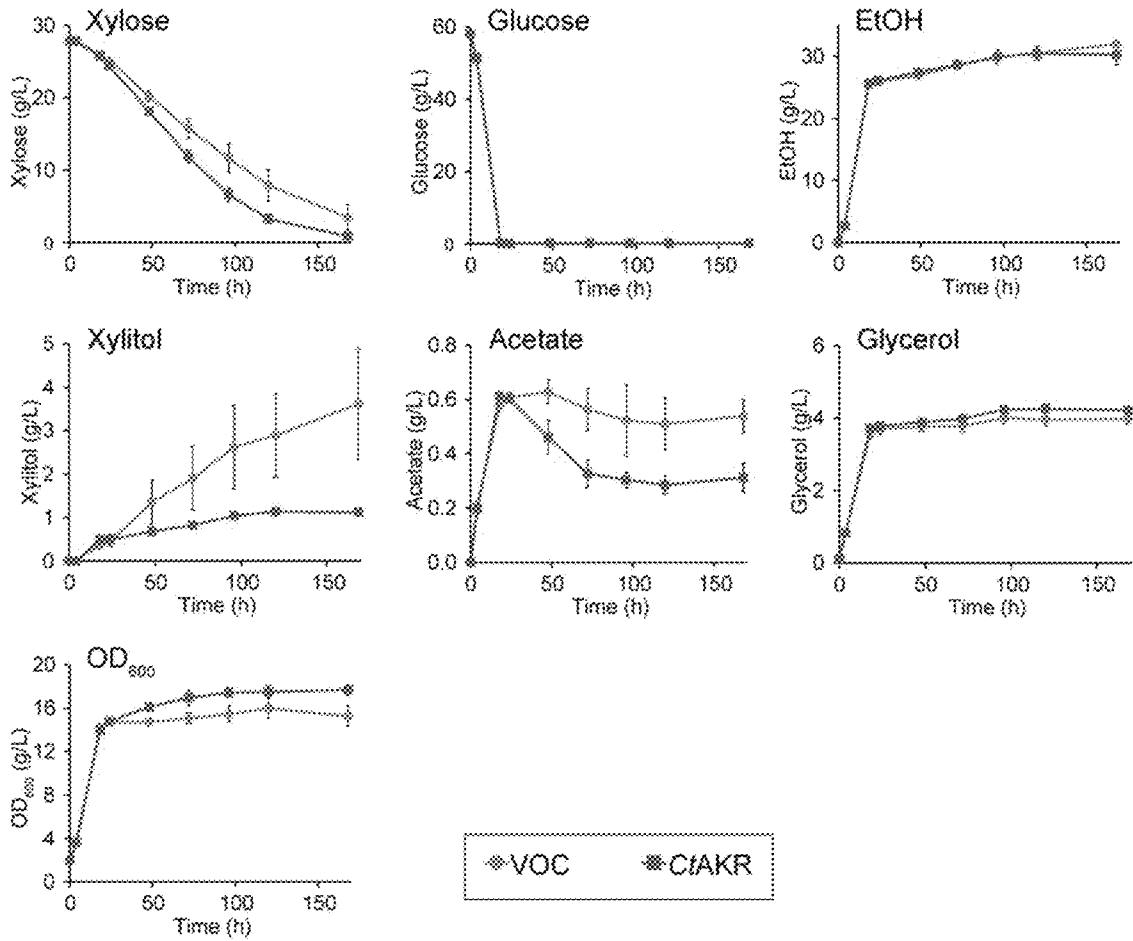 Xylose
30
20
10
0
Xylose (g/L)
0 50 100 150
Time (h)
Glucose
60
40
20
0
Glucose (g/L)
0 50 100 150
Time (h)
EtOH
30
20
10
0
EtOH (g/L)
0 50 100 150
Time (h)
Xylitol
5
4
3
2
1
0
Xylitol (g/L)
0 50 100 150
Time (h)
Acetate
0.8
0.6
0.4
0.2
0.0
Acetate (g/L)
0 50 100 150
Time (h)
Glycerol
6
4
2
0
Glycerol (g/L)
0 50 100 150
Time (h)
OD600
20
16
12
8
4
0
OD600 (g/L)
0 50 100 150
Time (h)
VOC CtAKR